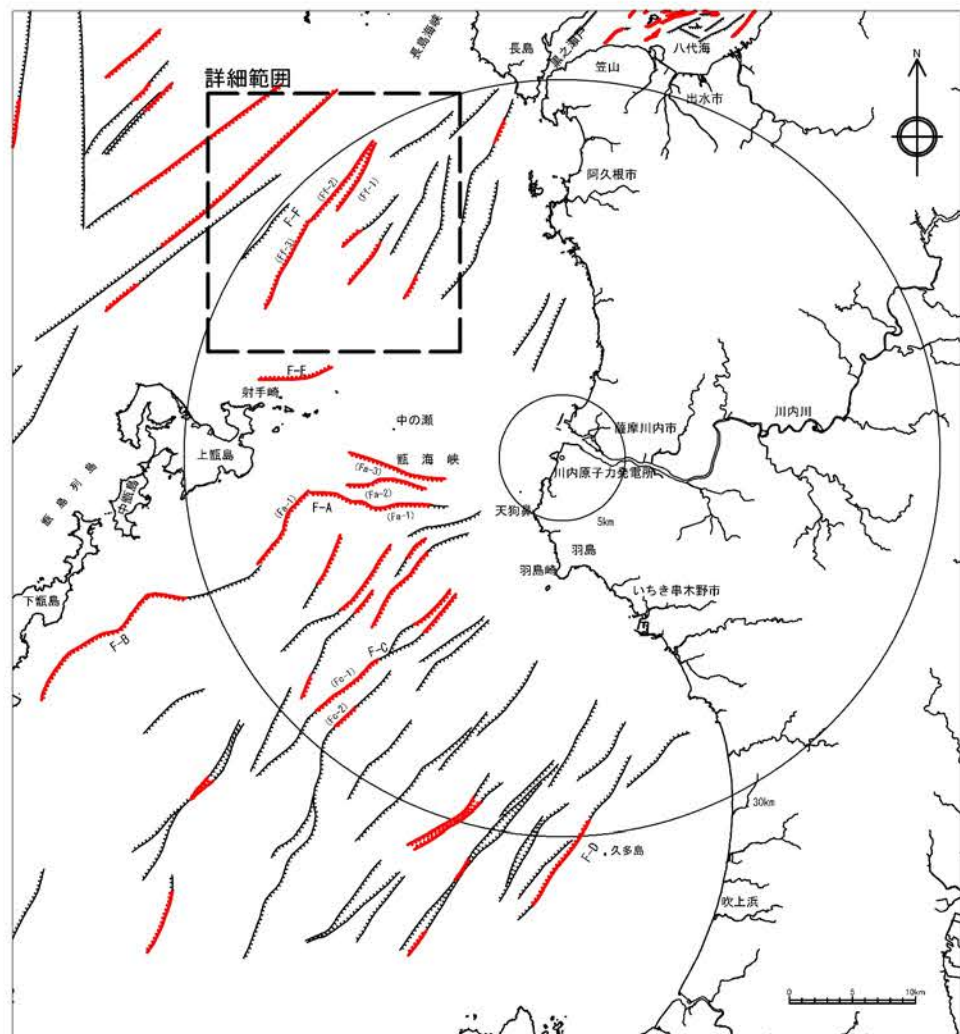 長島海峡
長島
黒之瀬戸
笠山
八代海
出水市
N
詳細範囲
阿久根市
(Ff-2)
(Ff-1)
F-F
(Ff-3)
F-E
射手崎
中の瀬
上甑島
甑海峡
薩摩川内市
川内川
(Fa-3)
川内原子力発電所
甑島列島
中甑島
(Fa-2)
(Fa-1)
F-A
(Fa-1)
天狗鼻
5km
羽島
羽島崎
下甑島
いちき串木野市
F-B
F-C
(Fc-1)
(Fc-2)
30km
F-D
久多島
吹上浜
0 5 10km